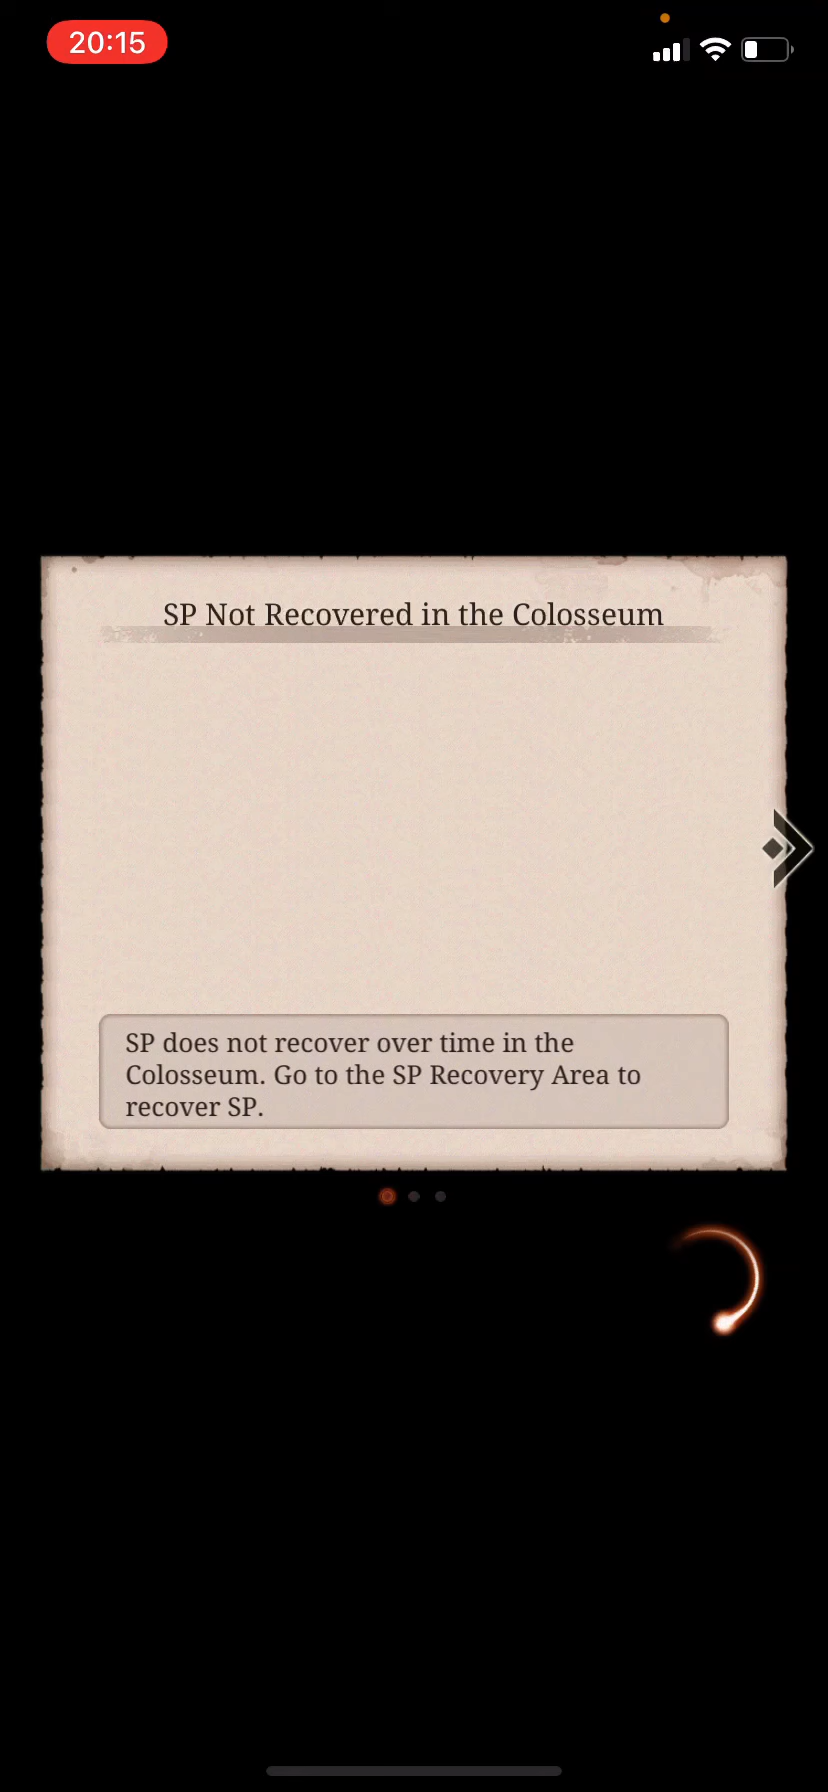 20:15
SP Not Recovered in the Colosseum
SP does not recover over time in the
Colosseum. Go to the SP Recovery Area to
recover SP.